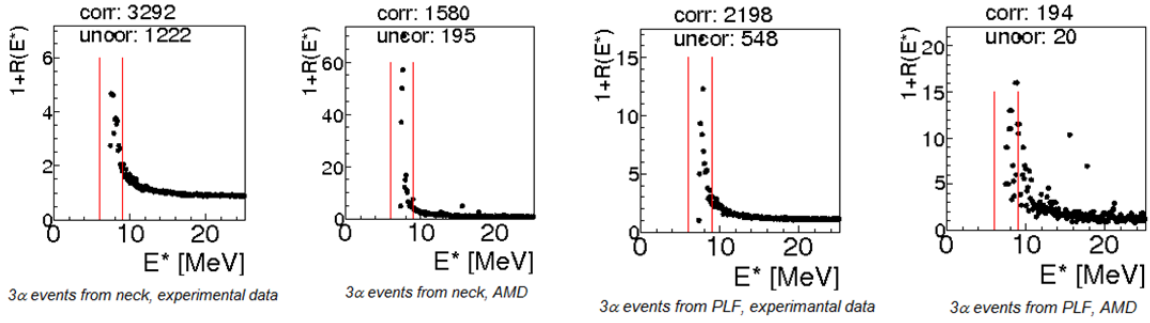 corr: 3292
uncor: 1222
1+R(E*)
6
4
2
0
0
10
20
E* [MeV]
3α events from neck, experimental data
corr: 1580
uncor: 195
1+R(E*)
60
40
20
0
0
10
20
E* [MeV]
3α events from neck, AMD
corr: 2198
uncor: 548
1+R(E*)
15
10
5
0
0
10
20
E* [MeV]
3α events from PLF, experimantal data
corr: 194
uncor: 20
1+R(E*)
20
15
10
5
0
0
10
20
E* [MeV]
3α events from PLF, AMD